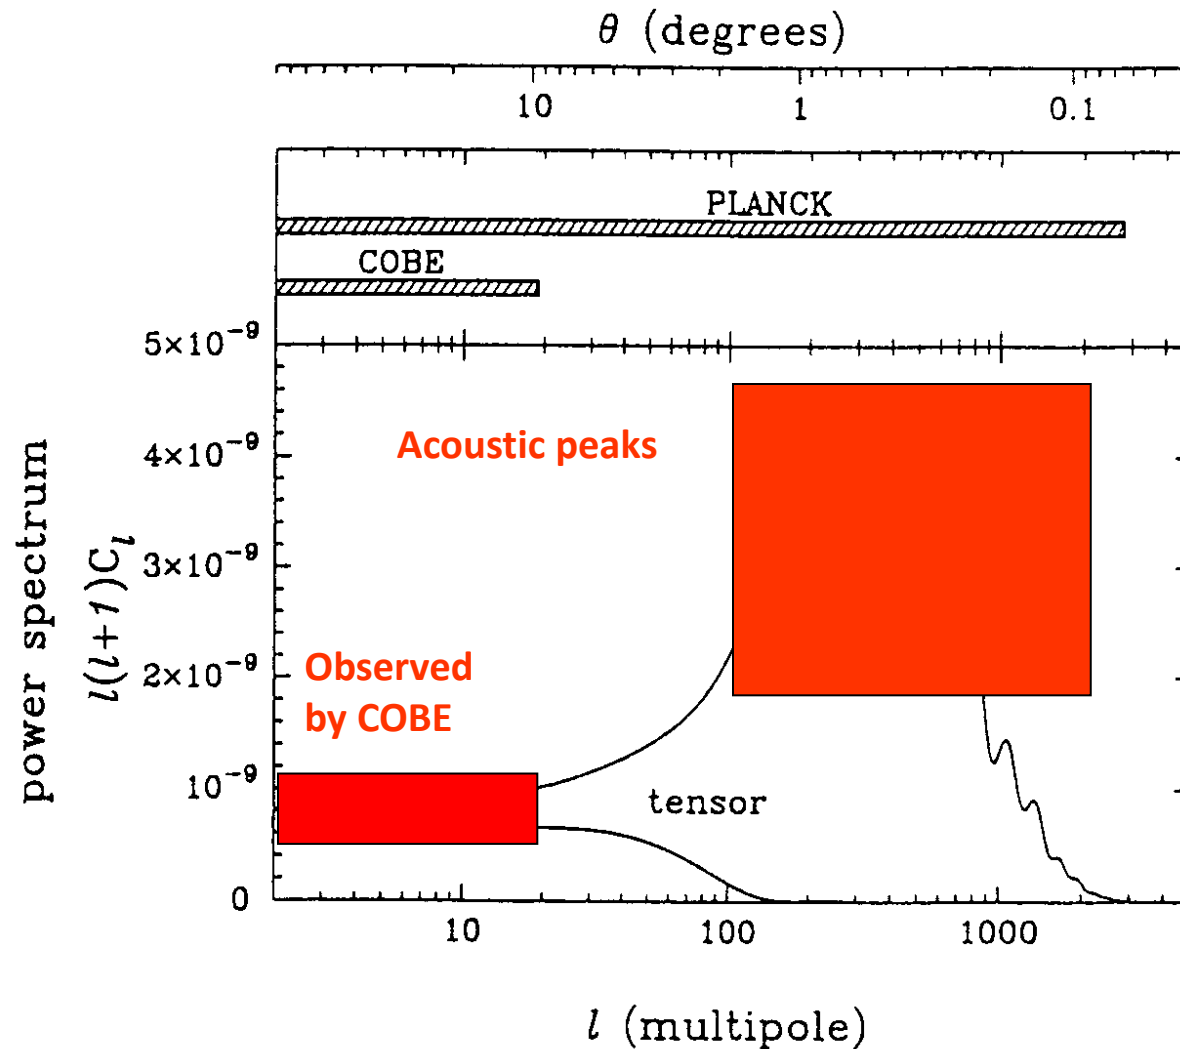 θ (degrees)
10 1 0.1
PLANCK
COBE
5×10⁻⁹
4×10⁻⁹
3×10⁻⁹
2×10⁻⁹
10⁻⁹
0
power spectrum
l(l+1)Cₗ
Acoustic peaks
Observed
by COBE
tensor
10 100 1000
l (multipole)